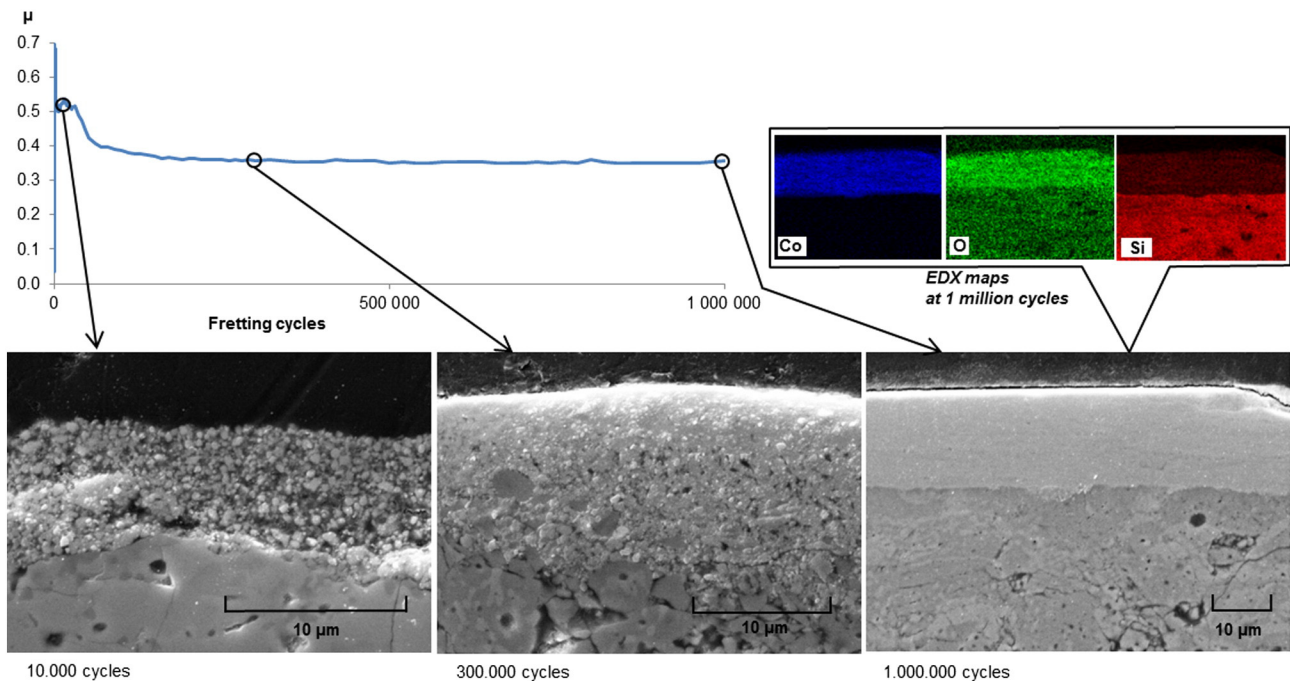 µ
0.7
0.6
0.5
0.4
0.3
0.2
0.1
0.0
0
500 000
1 000 000
Fretting cycles
Co
O
Si
EDX maps
at 1 million cycles
10 µm
10 µm
10 µm
10.000 cycles
300.000 cycles
1.000.000 cycles